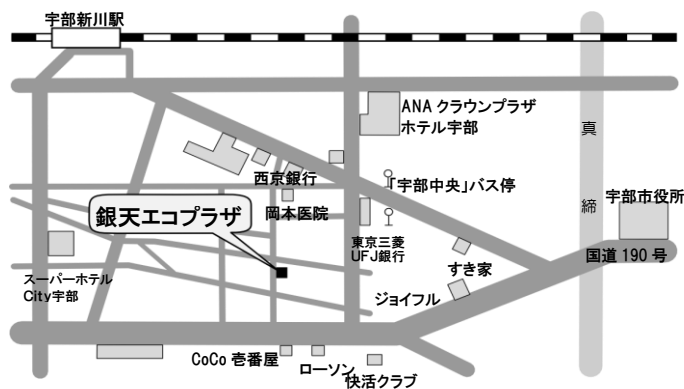 宇部新川駅
ANA クラウンプラザ
ホテル宇部
真
締
西京銀行
「宇部中央」バス停
宇部市役所
岡本医院
銀天エコプラザ
東京三菱
UFJ銀行
国道 190 号
すき家
スーパーホテル
City宇部
ジョイフル
CoCo 壱番屋
ローソン
快活クラブ